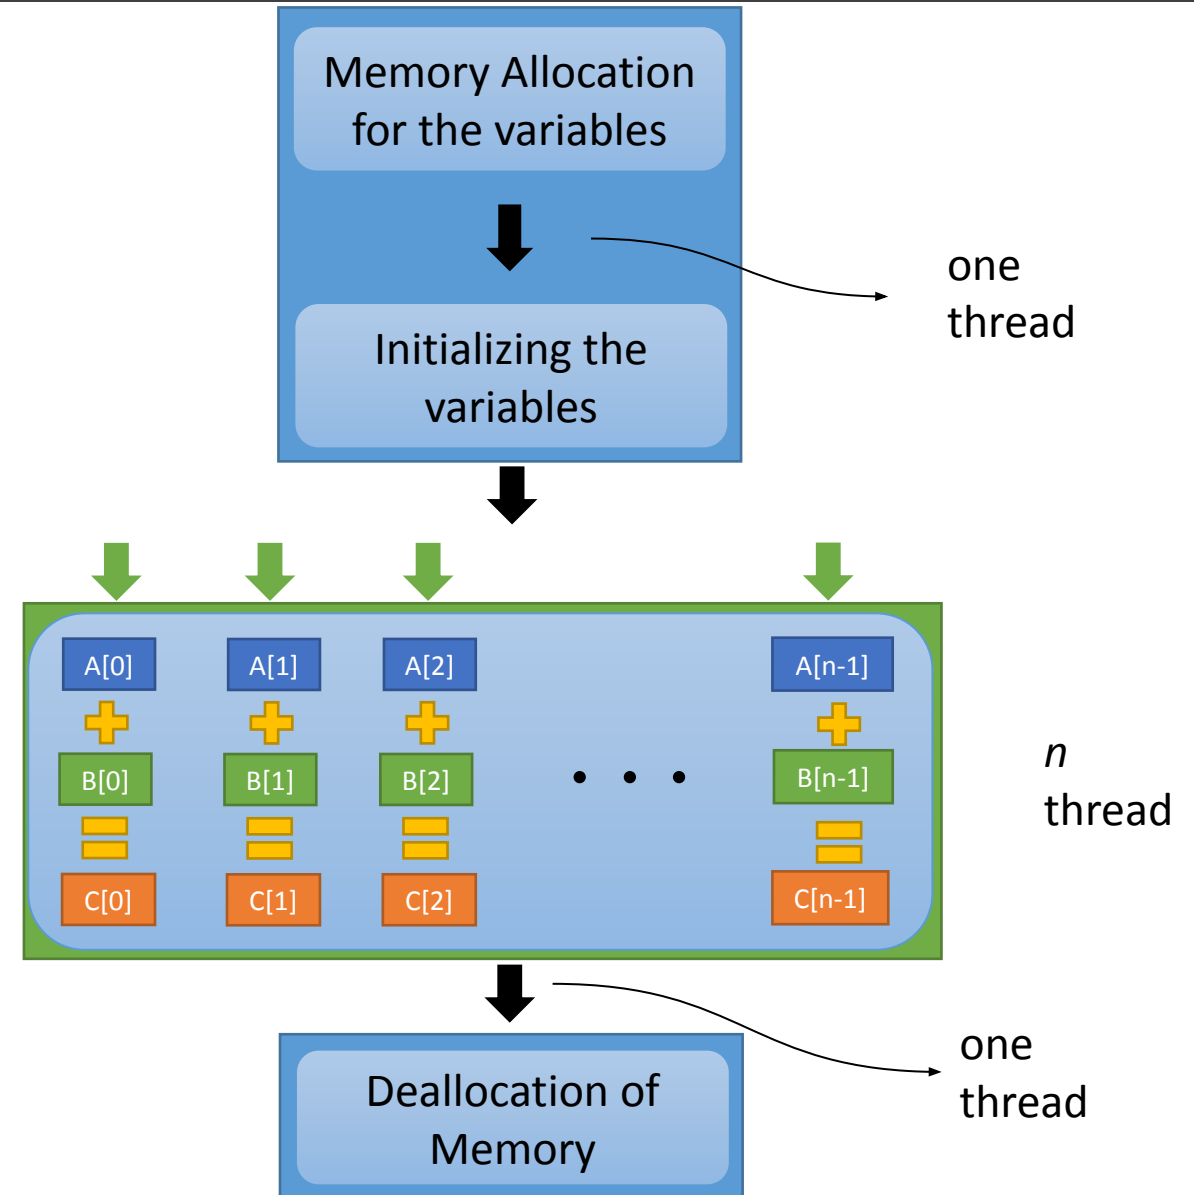 Memory Allocation
for the variables
one
thread
Initializing the
variables
A[0] A[1] A[2] A[n-1]
B[0] B[1] B[2] • • • B[n-1]
n
thread
C[0] C[1] C[2] C[n-1]
one
thread
Deallocation of
Memory